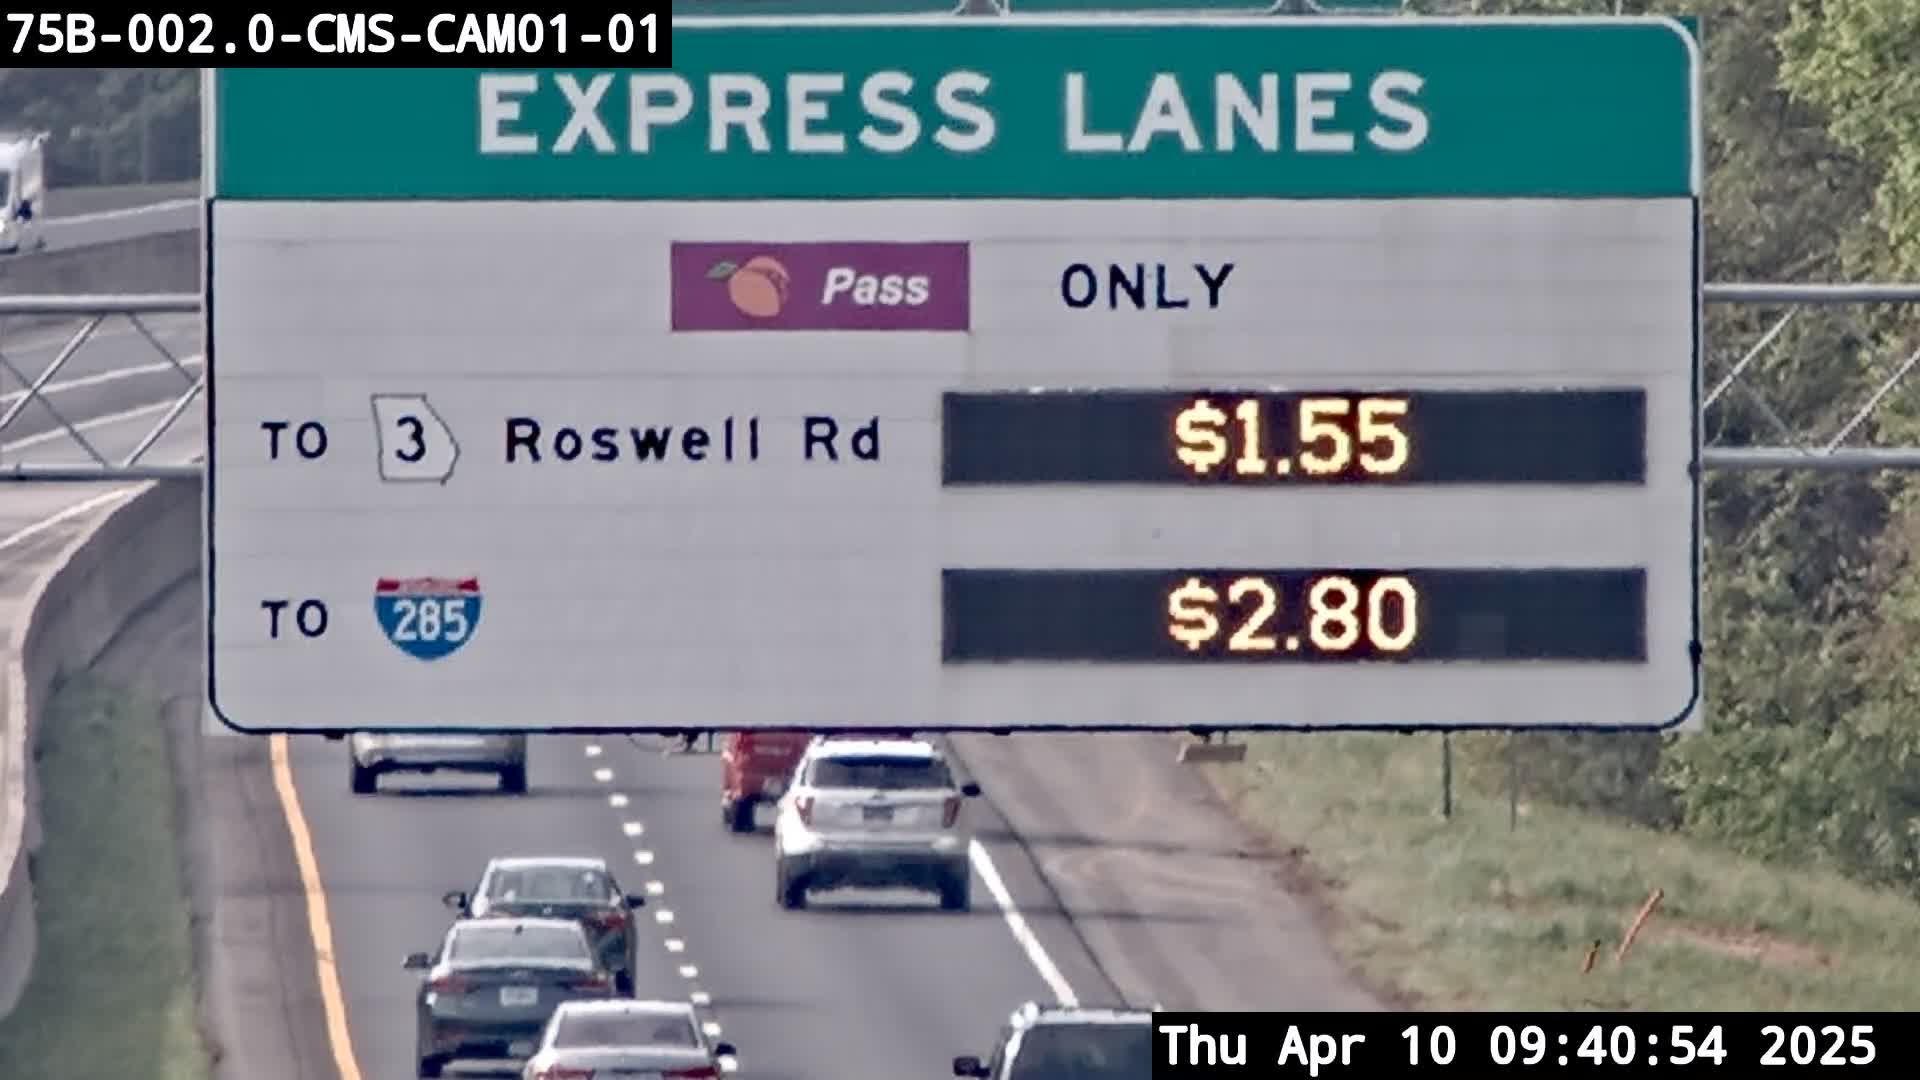 75B-002.0-CMS-CAM01-01
EXPRESS LANES
Pass ONLY
TO 3 Roswell Rd $1.55
TO 285 $2.80
Thu Apr 10 09:40:54 2025